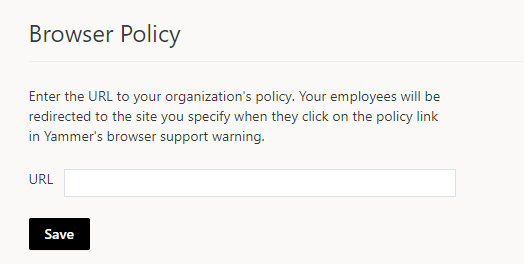 Browser Policy
Enter the URL to your organization's policy. Your employees will be
redirected to the site you specify when they click on the policy link
in Yammer's browser support warning.
URL
Save